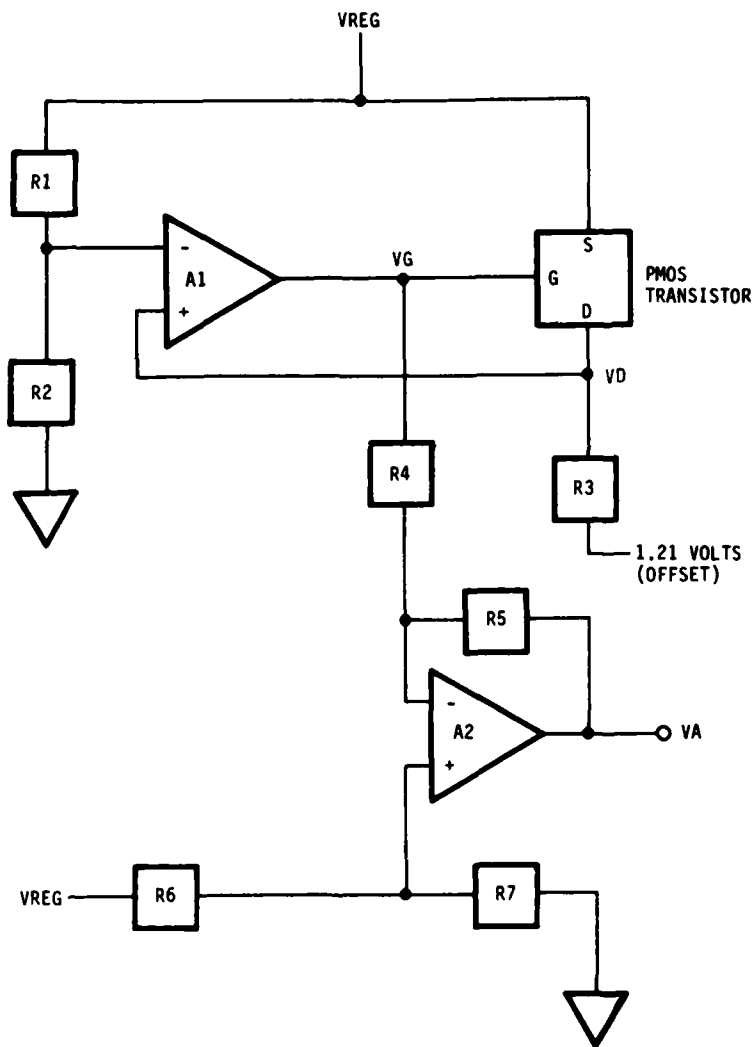 VREG
R1
-
A1
+
VG
S
G
D
PMOS
TRANSISTOR
R2
VD
R4
R3
1.21 VOLTS
(OFFSET)
R5
-
A2
+
VA
VREG
R6
R7